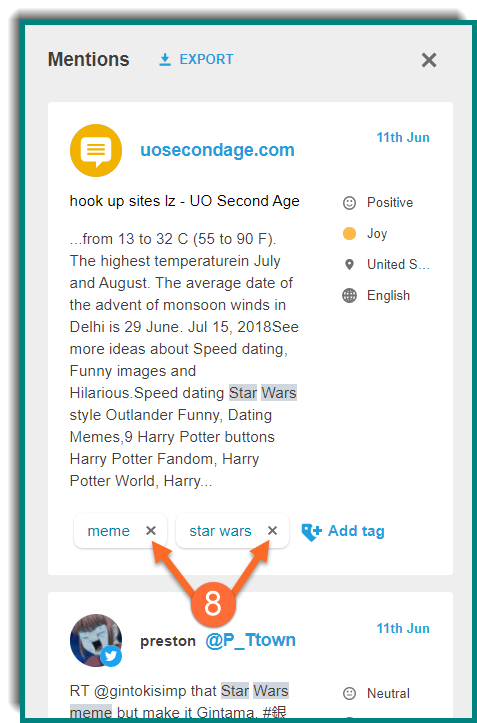 Mentions
EXPORT
uosecondage.com
11th Jun
hook up sites lz - UO Second Age
Positive
...from 13 to 32 C (55 to 90 F).
Joy
The highest temperaturein July
United S...
and August. The average date of
the advent of monsoon winds in
English
Delhi is 29 June. Jul 15, 2018See
more ideas about Speed dating,
Funny images and
Hilarious.Speed dating Star Wars
style Outlander Funny, Dating
Memes,9 Harry Potter buttons
Harry Potter Fandom, Harry
Potter World, Harry...
meme × star wars × Add tag
8
preston @P_Ttown
11th Jun
RT @gintokisimp that Star Wars
Neutral
meme but make it Gintama. #銀